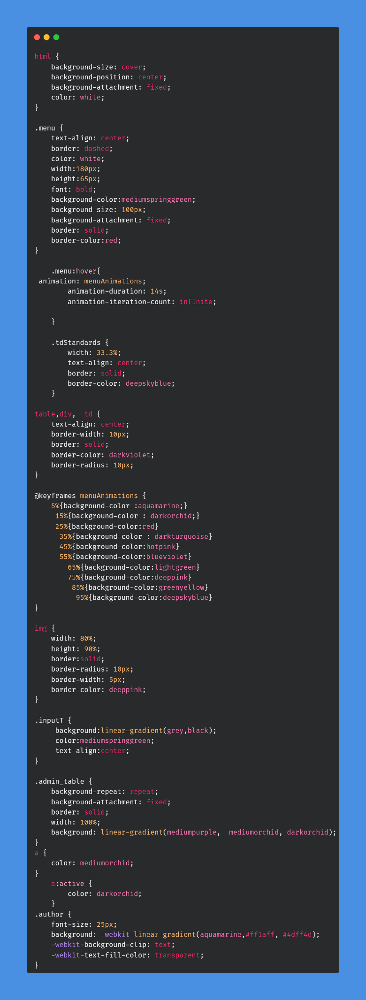 html {
    background-size: cover;
    background-position: center;
    background-attachment: fixed;
    color: white;
}

.menu {
    text-align: center;
    border: dashed;
    color: white;
    width:180px;
    height:65px;
    font: bold;
    background-color:mediumspringgreen;
    background-size: 100px;
    background-attachment: fixed;
    border: solid;
    border-color:red;
}

    .menu:hover{
 animation: menuAnimations;
        animation-duration: 14s;
        animation-iteration-count: infinite;

    }

    .tdStandards {
        width: 33.3%;
        text-align: center;
        border: solid;
        border-color: deepskyblue;
    }

table,div,  td {
    text-align: center;
    border-width: 10px;
    border: solid;
    border-color: darkviolet;
    border-radius: 10px;
}

@keyframes menuAnimations {
    5%{background-color :aquamarine;}
     15%{background-color : darkorchid;}
     25%{background-color:red}
      35%{background-color : darkturquoise}
      45%{background-color:hotpink}
      55%{background-color:blueviolet}
        65%{background-color:lightgreen}
        75%{background-color:deeppink}
         85%{background-color:greenyellow}
          95%{background-color:deepskyblue}
}

img {
    width: 80%;
    height: 90%;
    border:solid;
    border-radius: 10px;
    border-width: 5px;
    border-color: deeppink;
}

.inputT {
     background:linear-gradient(grey,black);
     color:mediumspringgreen;
     text-align:center;
}

.admin_table {
    background-repeat: repeat;
    background-attachment: fixed;
    border: solid;
    width: 100%;
    background: linear-gradient(mediumpurple,  mediumorchid, darkorchid);
}
a {
    color: mediumorchid;
}
    a:active {
        color: darkorchid;
    }
.author {
    font-size: 25px;
    background: -webkit-linear-gradient(aquamarine,#ff1aff, #4dff4d);
    -webkit-background-clip: text;
    -webkit-text-fill-color: transparent;
}